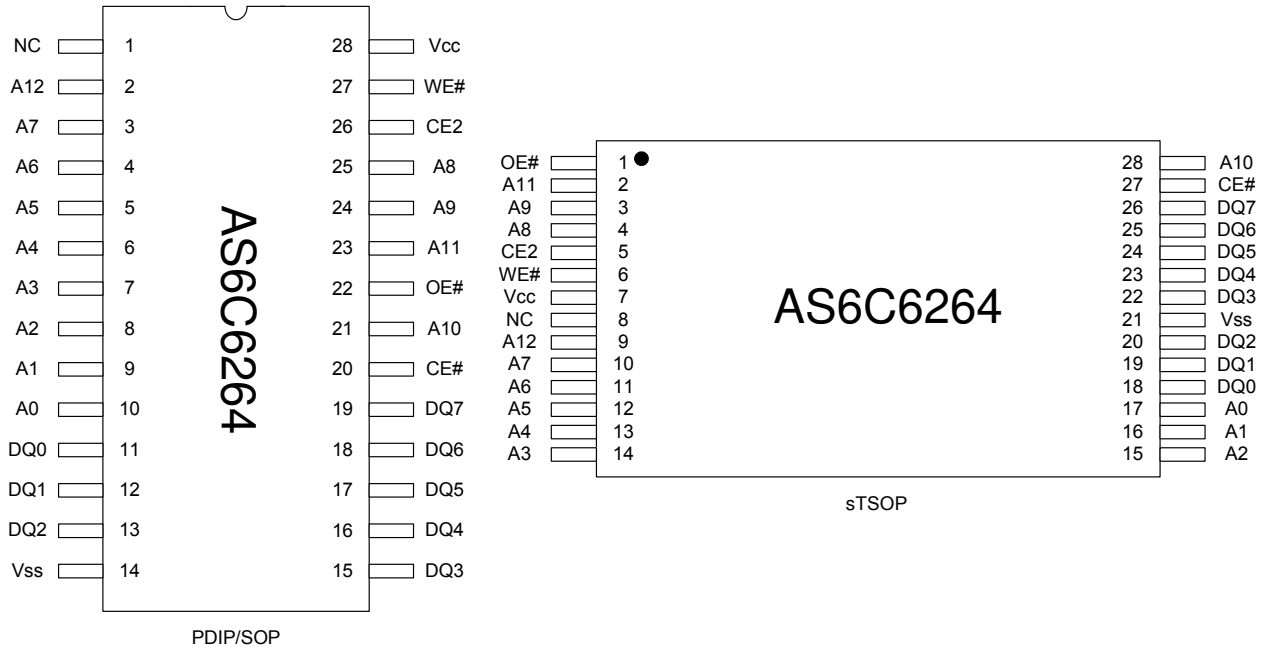 NC 1 28 Vcc
A12 2 27 WE#
A7 3 26 CE2
A6 4 25 A8
A5 5 24 A9
A4 6 23 A11
A3 7 22 OE#
A2 8 21 A10
A1 9 20 CE#
A0 10 19 DQ7
DQ0 11 18 DQ6
DQ1 12 17 DQ5
DQ2 13 16 DQ4
Vss 14 15 DQ3
AS6C6264
PDIP/SOP
OE# 1 28 A10
A11 2 27 CE#
A9 3 26 DQ7
A8 4 25 DQ6
CE2 5 24 DQ5
WE# 6 23 DQ4
Vcc 7 22 DQ3
NC 8 21 Vss
A12 9 20 DQ2
A7 10 19 DQ1
A6 11 18 DQ0
A5 12 17 A0
A4 13 16 A1
A3 14 15 A2
AS6C6264
sTSOP